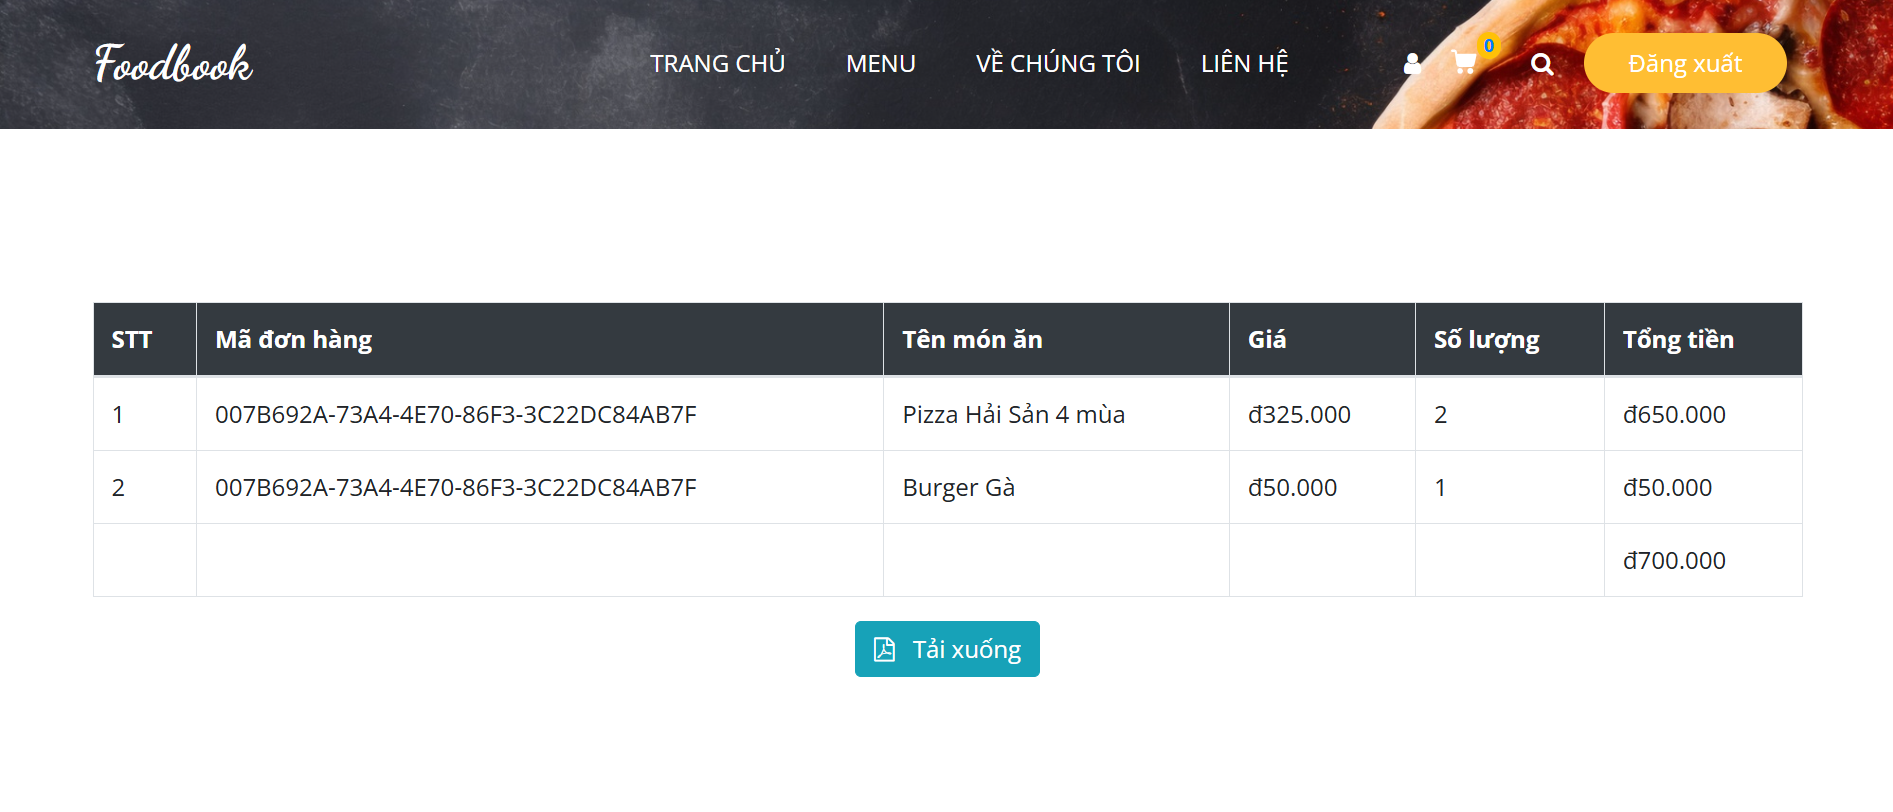 Foodbook TRANG CHỦ MENU VỀ CHÚNG TÔI LIÊN HỆ 0 Đăng xuất
STT Mã đơn hàng Tên món ăn Giá Số lượng Tổng tiền
1 007B692A-73A4-4E70-86F3-3C22DC84AB7F Pizza Hải Sản 4 mùa đ325.000 2 đ650.000
2 007B692A-73A4-4E70-86F3-3C22DC84AB7F Burger Gà đ50.000 1 đ50.000
đ700.000
Tải xuống